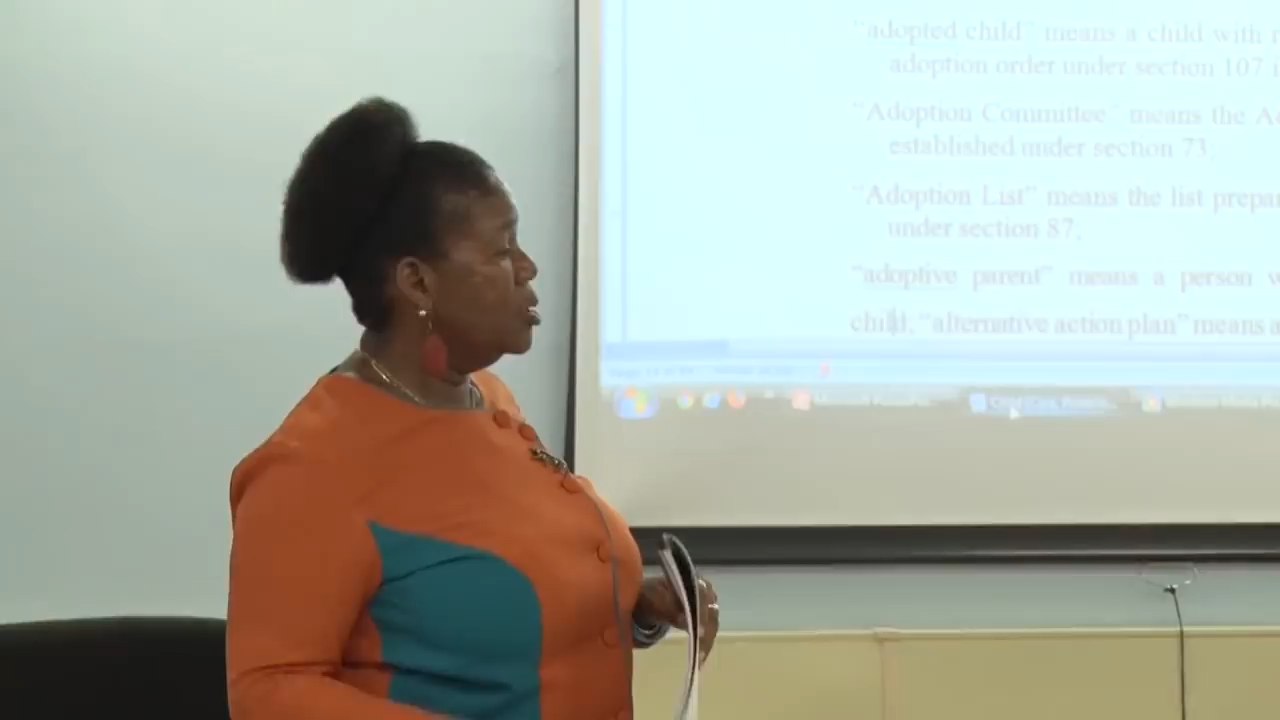 “adopted child” means a child with
adoption order under section 107
“Adoption Committee” means the
established under section 73;
“Adoption List” means the list
under section 87;
“adoptive parent” means a person
child; “alternative action plan” means